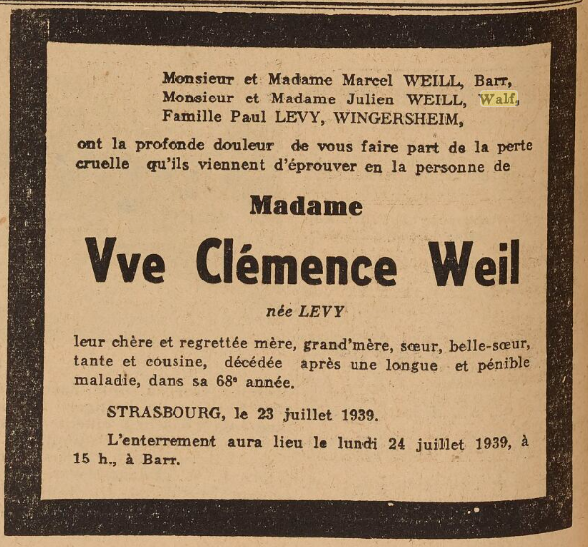 Monsieur et Madame Marcel WEILL, Barr,
Monsieur et Madame Julien WEILL, Walf,
Famille Paul LEVY, WINGERSHEIM,
ont la profonde douleur de vous faire part de la perte
cruelle qu'ils viennent d'éprouver en la personne de
Madame
Vve Clémence Weil
née LEVY
leur chère et regrettée mère, grand'mère, sœur, belle-sœur,
tante et cousine, décédée après une longue et pénible
maladie, dans sa 68e année.
STRASBOURG, le 23 juillet 1939.
L'enterrement aura lieu le lundi 24 juillet 1939, à
15 h., à Barr.